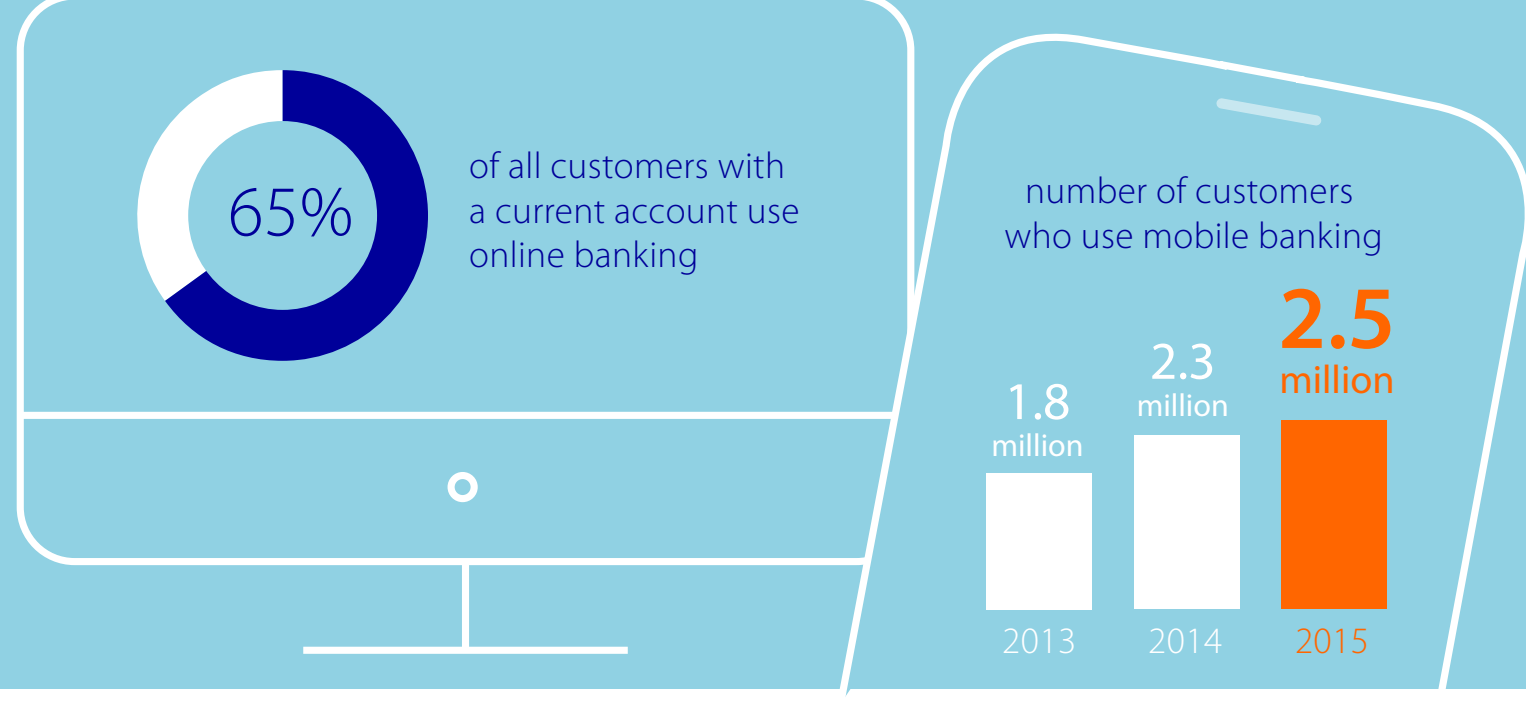 65%
of all customers with
a current account use
online banking
number of customers
who use mobile banking
1.8
million
2.3
million
2.5
million
2013
2014
2015